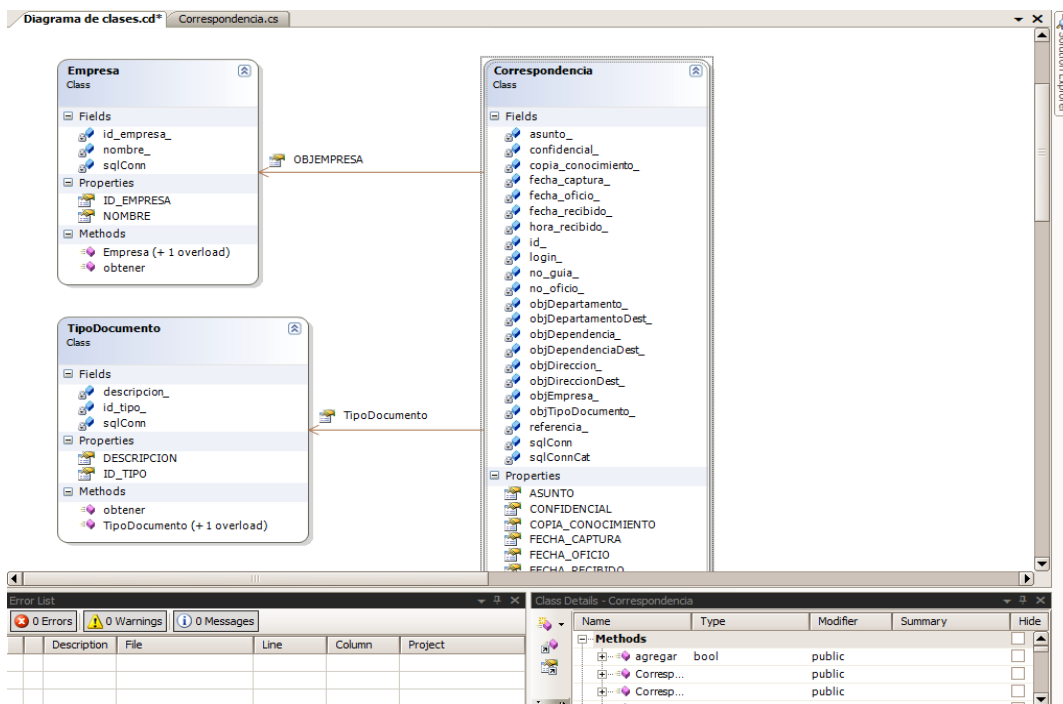 Diagrama de clases.cd*
Correspondencia.cs
Solution Explorer
Empresa
Class
Fields
id_empresa_
nombre_
sqlConn
Properties
ID_EMPRESA
NOMBRE
Methods
Empresa (+ 1 overload)
obtener
OBJEMPRESA
TipoDocumento
Class
Fields
descripcion_
id_tipo_
sqlConn
Properties
DESCRIPCION
ID_TIPO
Methods
obtener
TipoDocumento (+ 1 overload)
TipoDocumento
Correspondencia
Class
Fields
asunto_
confidencial_
copia_conocimiento_
fecha_captura_
fecha_oficio_
fecha_recibido_
hora_recibido_
id_
login_
no_guia_
no_oficio_
objDepartamento_
objDepartamentoDest_
objDependencia_
objDependenciaDest_
objDireccion_
objDireccionDest_
objEmpresa_
objTipoDocumento_
referencia_
sqlConn
sqlConnCat
Properties
ASUNTO
CONFIDENCIAL
COPIA_CONOCIMIENTO
FECHA_CAPTURA
FECHA_OFICIO
FECHA_RECIBIDO
Error List
0 Errors 0 Warnings 0 Messages
Description File Line Column Project
Class Details - Correspondencia
Name Type Modifier Summary Hide
Methods
agregar bool public
Corresp... public
Corresp... public